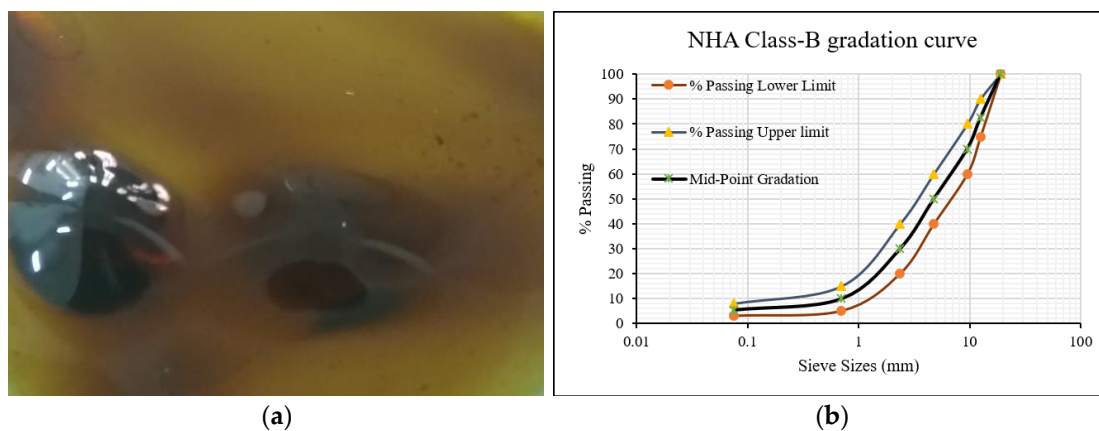 NHA Class-B gradation curve
% Passing
100
90
80
70
60
50
40
30
20
10
0
% Passing Lower Limit
% Passing Upper limit
Mid-Point Gradation
0.01
0.1
1
10
100
Sieve Sizes (mm)
(a)
(b)